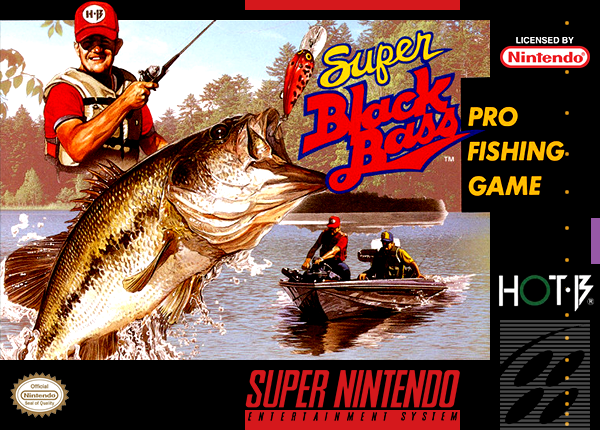 H·B
Super
Black
Bass
TM
PRO
FISHING
GAME
LICENSED BY
Nintendo®
HOT·B®
Official
Nintendo
Seal of Quality
SUPER NINTENDO
ENTERTAINMENT SYSTEM